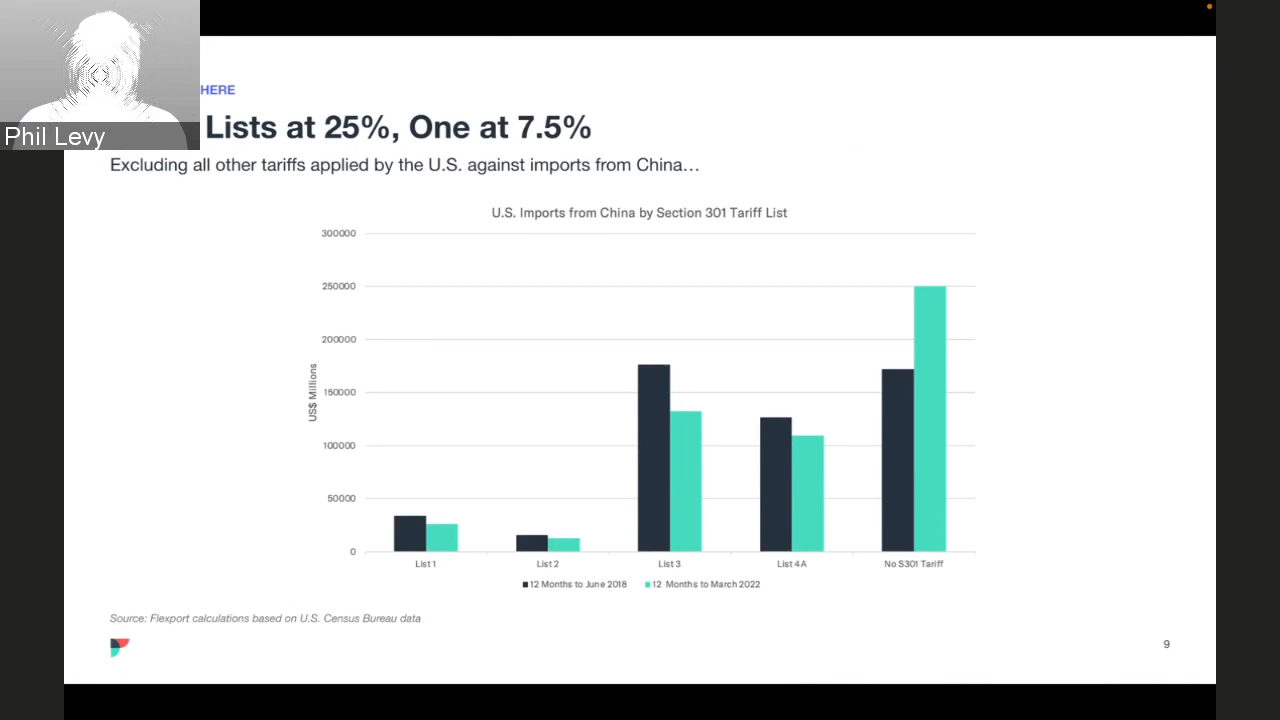 Phil Levy
HERE
Lists at 25%, One at 7.5%
Excluding all other tariffs applied by the U.S. against imports from China…
U.S. Imports from China by Section 301 Tariff List
300000
250000
200000
150000
100000
50000
0
US$ Millions
List 1
List 2
List 3
List 4A
No S301 Tariff
12 Months to June 2018
12 Months to March 2022
Source: Flexport calculations based on U.S. Census Bureau data
9